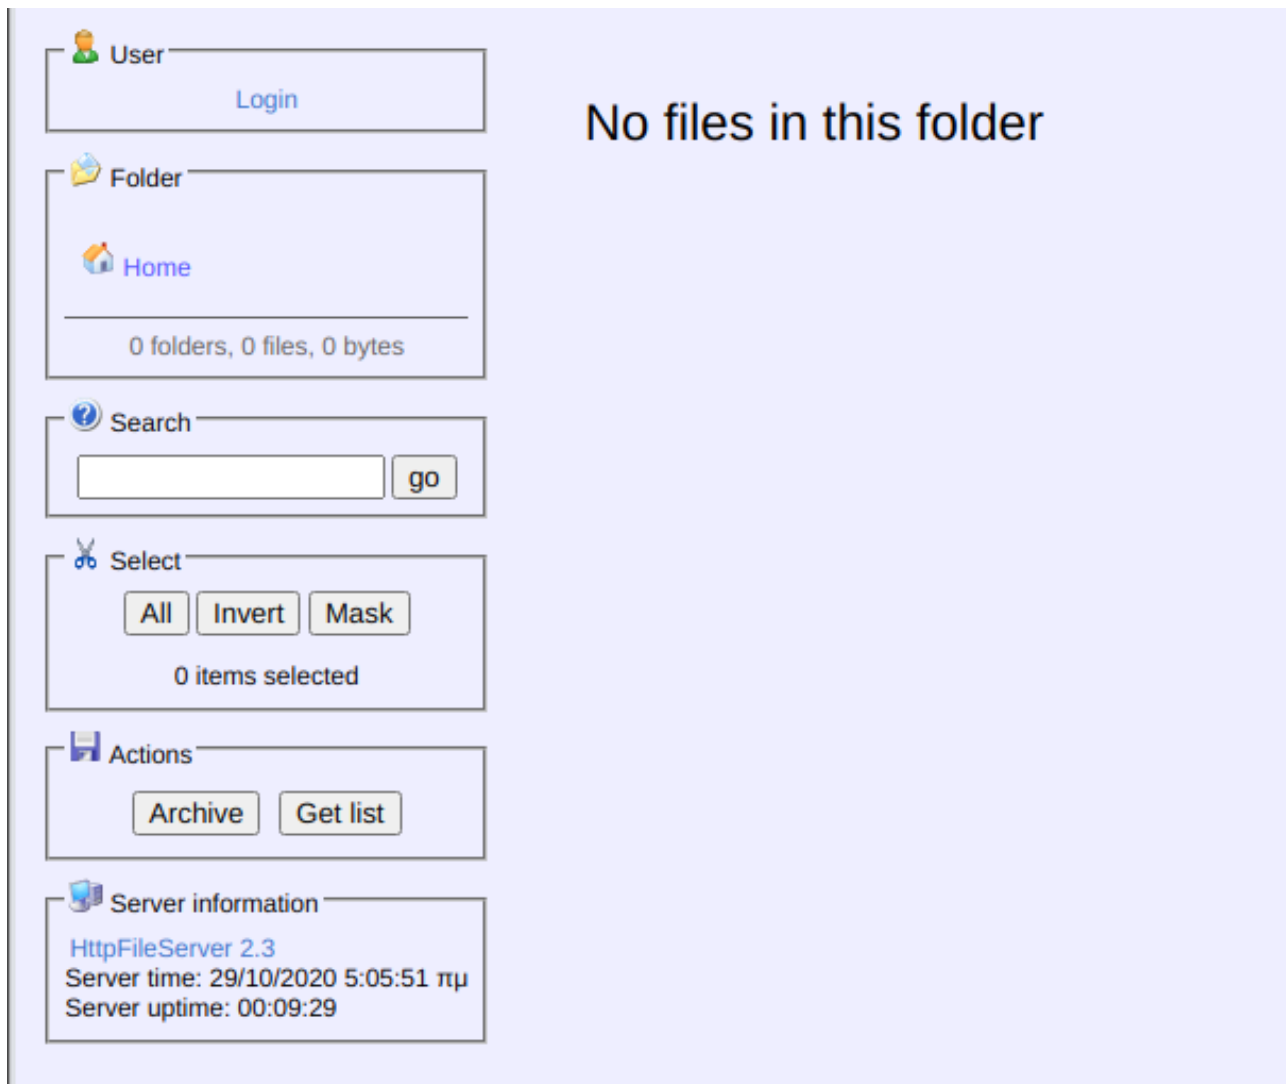 User
Login
No files in this folder
Folder
Home
0 folders, 0 files, 0 bytes
Search
go
Select
All Invert Mask
0 items selected
Actions
Archive Get list
Server information
HttpFileServer 2.3
Server time: 29/10/2020 5:05:51 πμ
Server uptime: 00:09:29